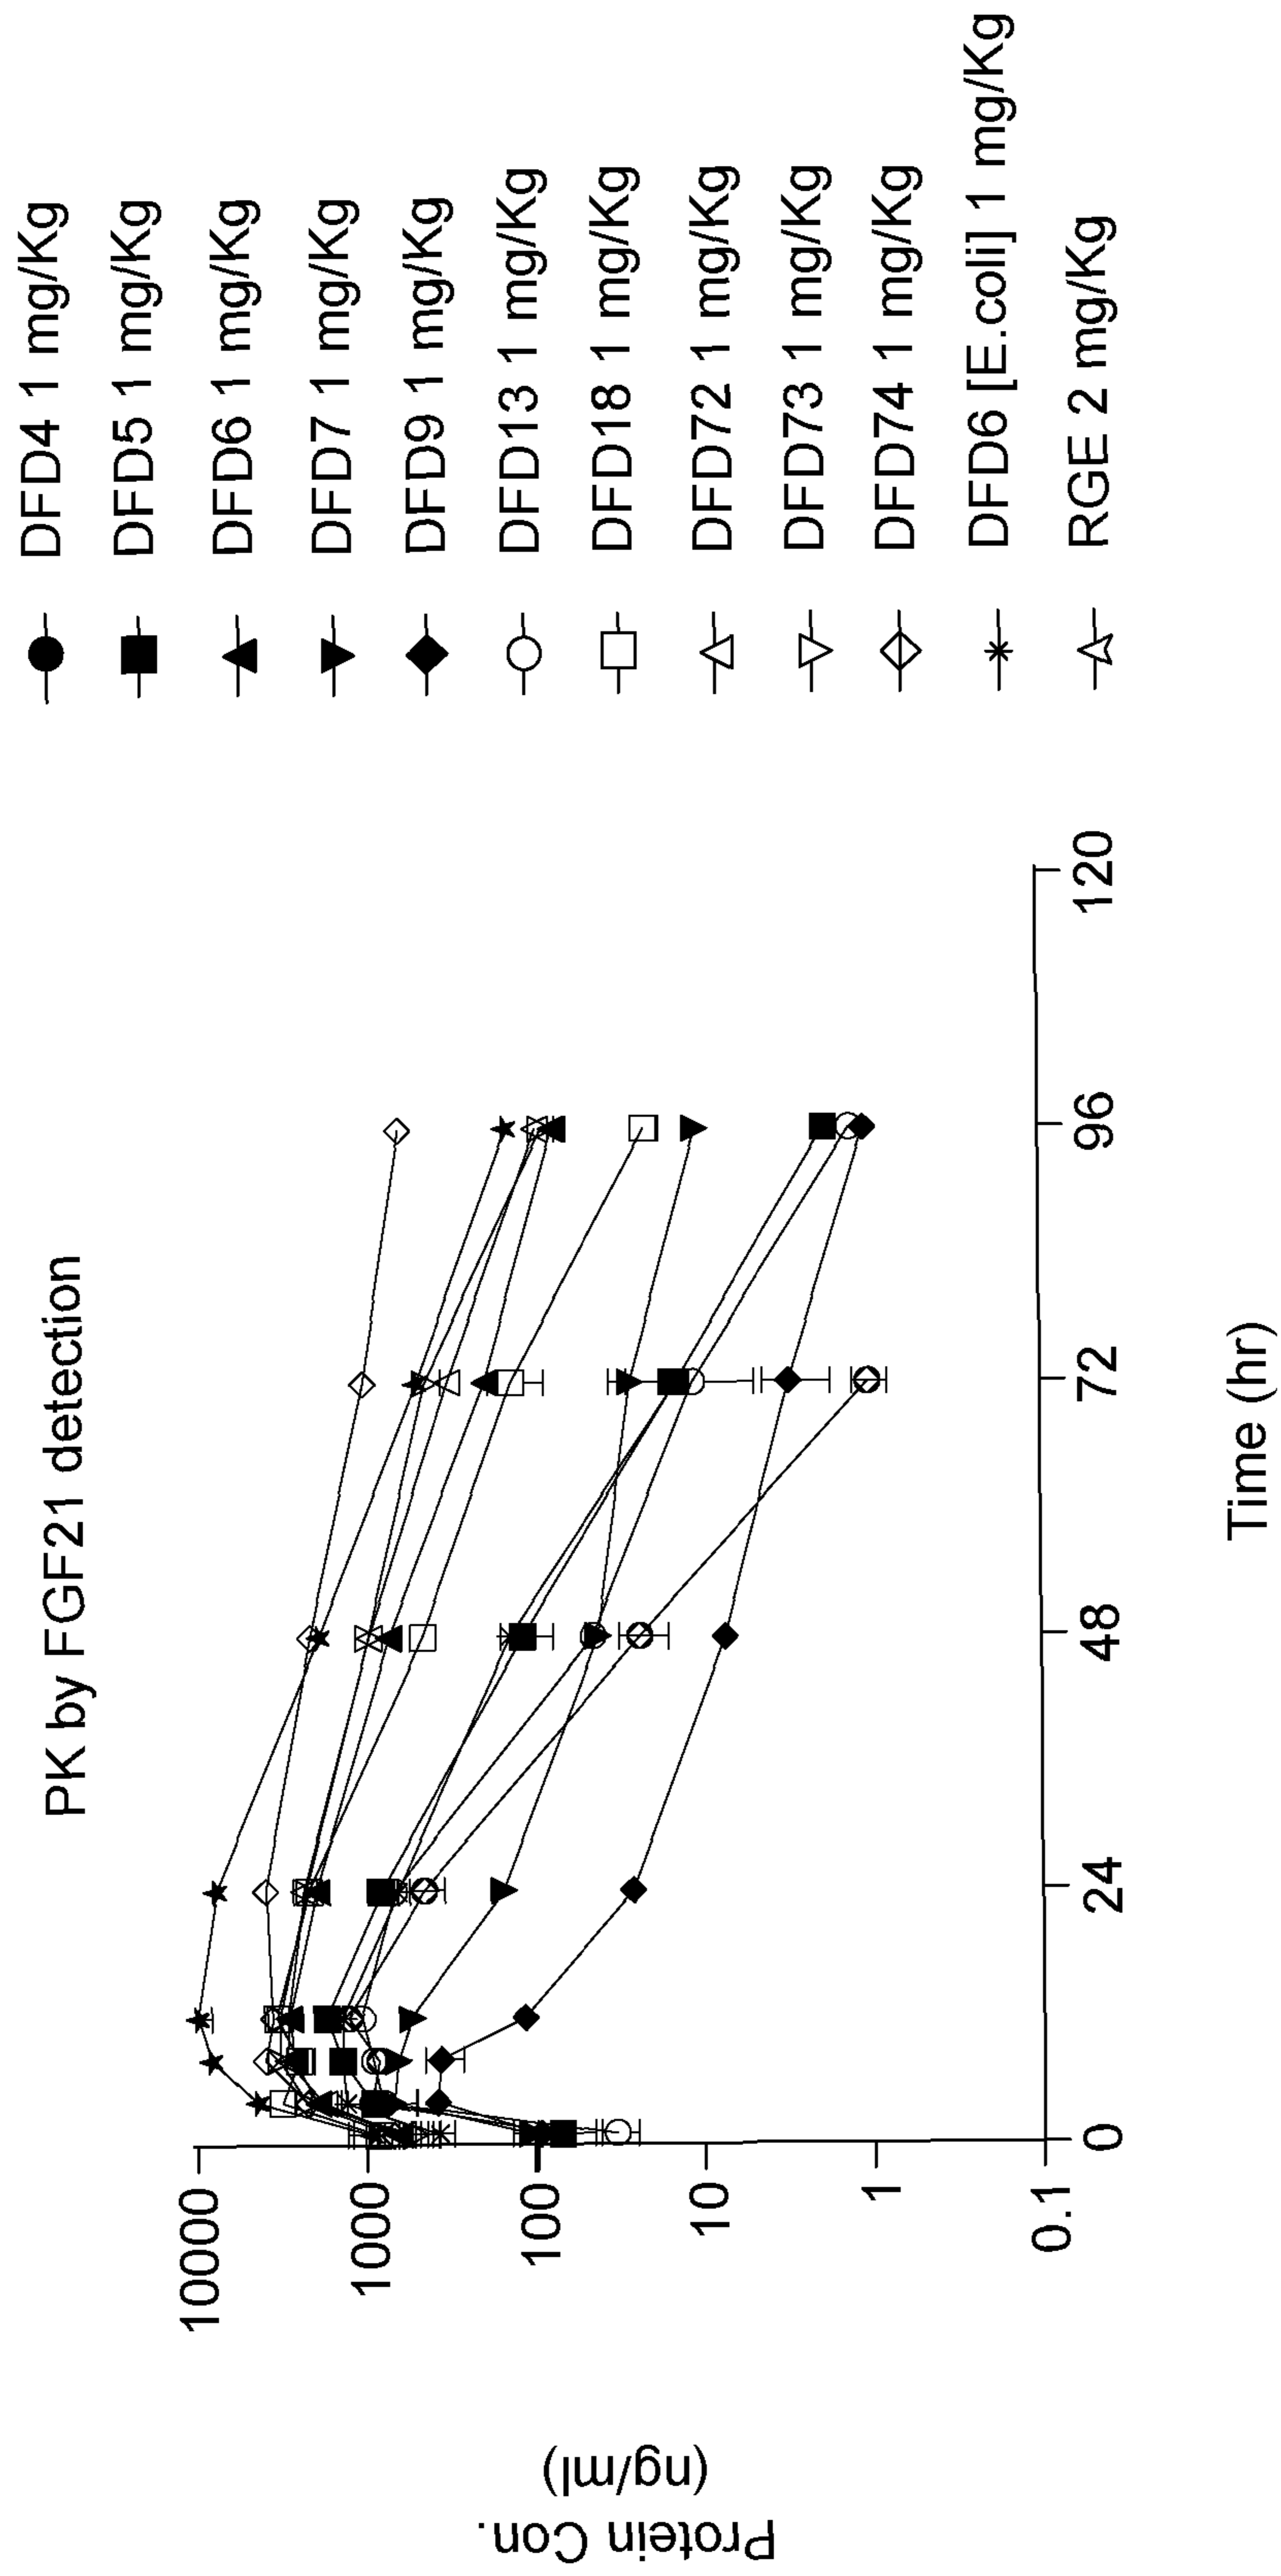 PK by FGF21 detection
Protein Con.
(ng/ml)
10000
1000
100
10
1
0.1
0
24
48
72
96
120
Time (hr)
DFD4 1 mg/Kg
DFD5 1 mg/Kg
DFD6 1 mg/Kg
DFD7 1 mg/Kg
DFD9 1 mg/Kg
DFD13 1 mg/Kg
DFD18 1 mg/Kg
DFD72 1 mg/Kg
DFD73 1 mg/Kg
DFD74 1 mg/Kg
DFD6 [E.coli] 1 mg/Kg
RGE 2 mg/Kg